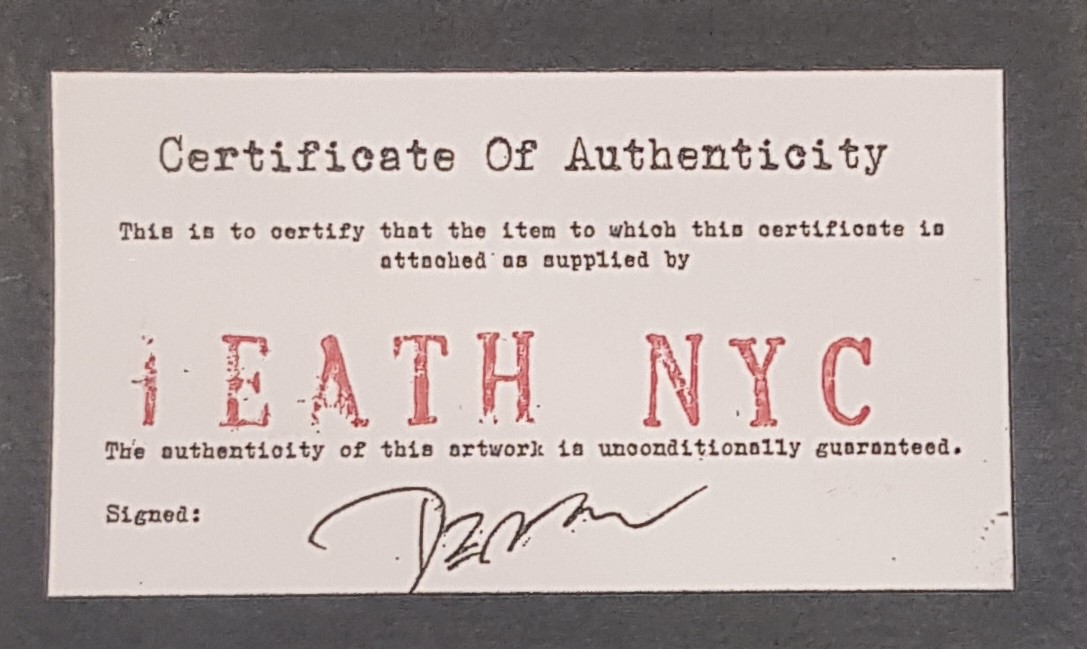 Certificate Of Authenticity
This is to certify that the item to which this certificate is
attached as supplied by
DEATH NYC
The authenticity of this artwork is unconditionally guaranteed.
Signed: